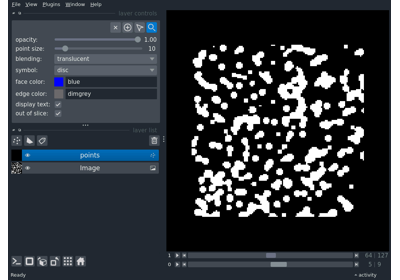 File View Plugins Window Help
layer controls
opacity: 1.00
point size: 10
blending: translucent
symbol: disc
face color: blue
edge color: dimgrey
display text:
out of slice:
layer list
points
Image
1 64 127
0 5 9
Ready activity